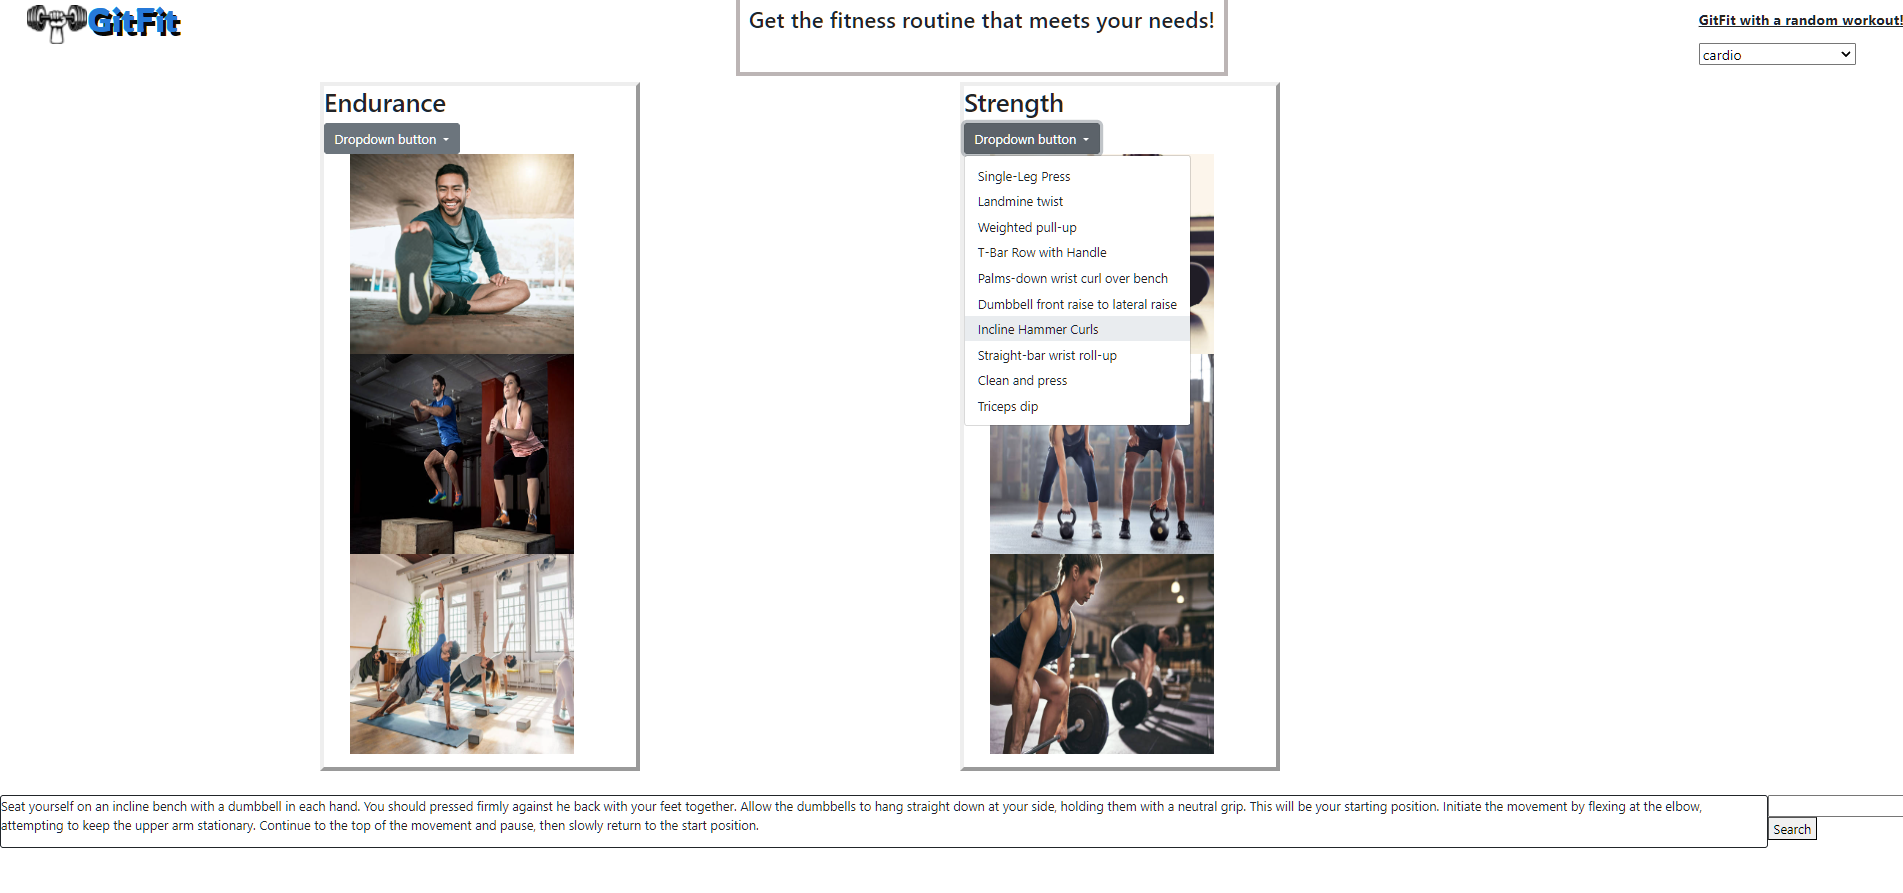 GitFit
Get the fitness routine that meets your needs!
GitFit with a random workout!
cardio
Endurance
Dropdown button
Strength
Dropdown button
Single-Leg Press
Landmine twist
Weighted pull-up
T-Bar Row with Handle
Palms-down wrist curl over bench
Dumbbell front raise to lateral raise
Incline Hammer Curls
Straight-bar wrist roll-up
Clean and press
Triceps dip
Seat yourself on an incline bench with a dumbbell in each hand. You should pressed firmly against he back with your feet together. Allow the dumbbells to hang straight down at your side, holding them with a neutral grip. This will be your starting position. Initiate the movement by flexing at the elbow,
attempting to keep the upper arm stationary. Continue to the top of the movement and pause, then slowly return to the start position.
Search